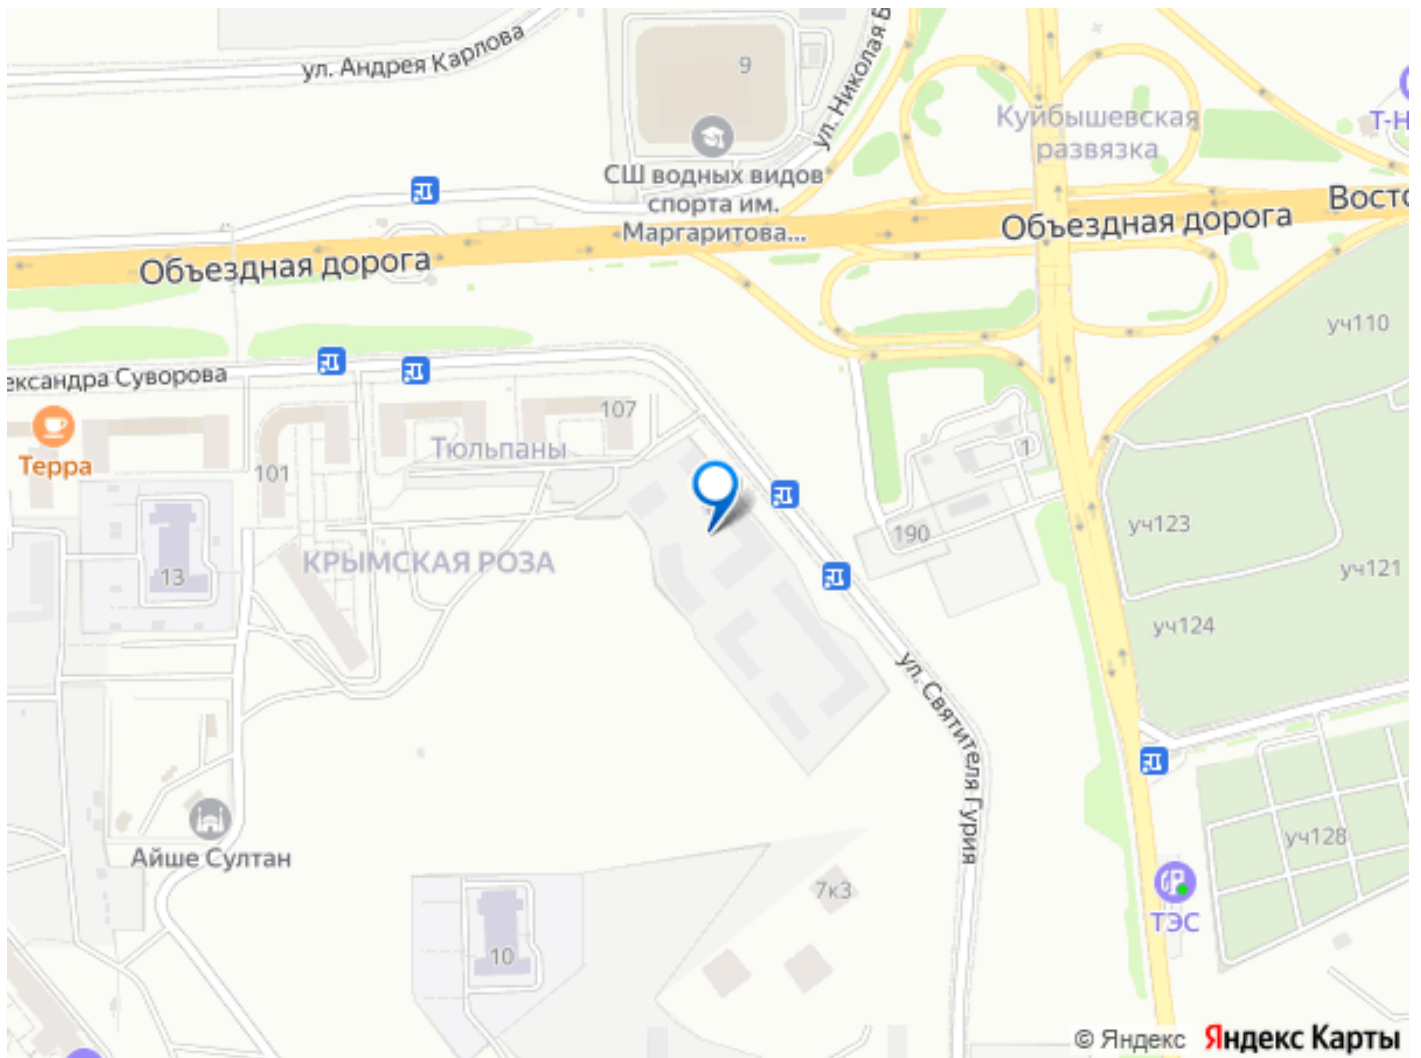 ул. Андрея Карлова
9
ул. Николая Б
Куйбышевская
развязка
Т-Н
СШ водных видов
спорта им.
Маргаритова...
Восто
Объездная дорога
Объездная дорога
уч110
ександра Суворова
107
Тюльпаны
Терра
101
1
190
уч123
КРЫМСКАЯ РОЗА
13
уч121
уч124
ул. Святителя Гурия
Айше Султан
уч128
7к3
ТЭС
10
© Яндекс Яндекс Карты